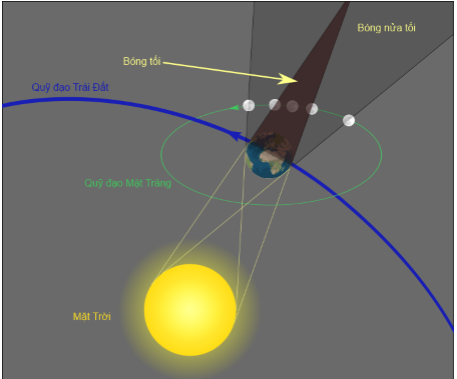 Bóng nửa tối
Bóng tối
Quỹ đạo Trái Đất
Quỹ đạo Mặt Trăng
Mặt Trời